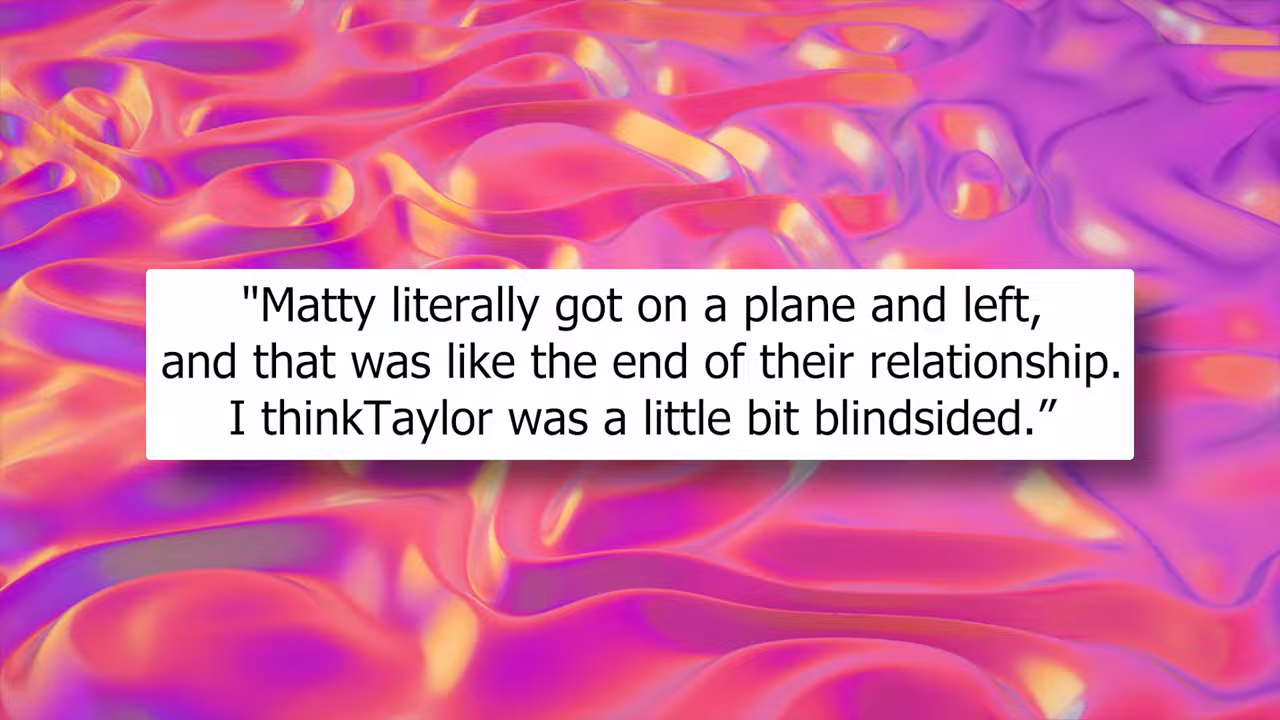 "Matty literally got on a plane and left,
and that was like the end of their relationship.
I thinkTaylor was a little bit blindsided.”